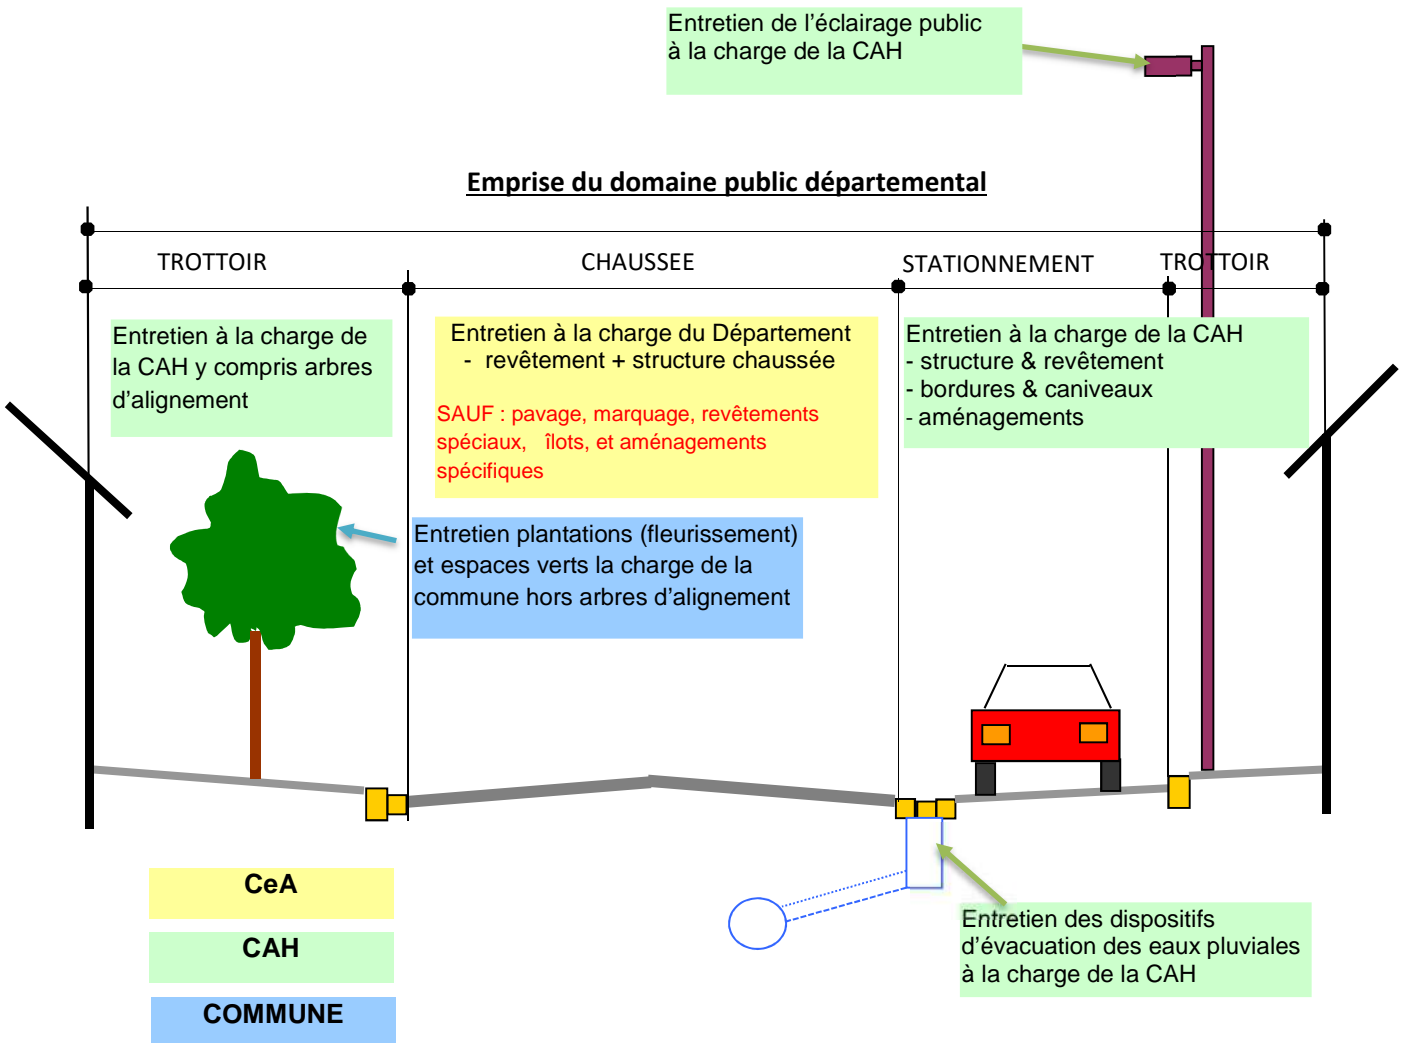 Entretien de l'éclairage public
à la charge de la CAH
Emprise du domaine public départemental
TROTTOIR
CHAUSSEE
STATIONNEMENT
TROTTOIR
Entretien à la charge de
la CAH y compris arbres
d'alignement
Entretien à la charge du Département
- revêtement + structure chaussée
SAUF : pavage, marquage, revêtements
spéciaux, îlots, et aménagements
spécifiques
Entretien à la charge de la CAH
- structure & revêtement
- bordures & caniveaux
- aménagements
Entretien plantations (fleurissement)
et espaces verts la charge de la
commune hors arbres d'alignement
CeA
CAH
COMMUNE
Entretien des dispositifs
d'évacuation des eaux pluviales
à la charge de la CAH